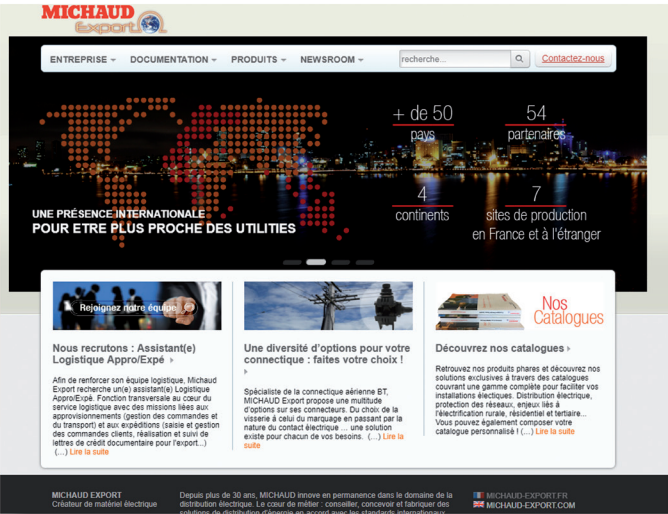 MICHAUD
Export
ENTREPRISE DOCUMENTATION PRODUITS NEWSROOM recherche... Contactez-nous
+ de 50
pays
54
partenaires
4
continents
7
sites de production
en France et à l'étranger
UNE PRÉSENCE INTERNATIONALE
POUR ETRE PLUS PROCHE DES UTILITIES
Rejoignez notre équipe
Nous recrutons : Assistant(e)
Logistique Appro/Expé
Afin de renforcer son équipe logistique, Michaud
Export recherche un(e) assistant(e) Logistique
Appro/Expé. Fonction transversale au cœur du
service logistique avec des missions liées aux
approvisionnements (gestion des commandes et
du transport) et aux expéditions (saisie et gestion
des commandes clients, réalisation et suivi de
lettres de crédit documentaire pour l'export...)
(…) Lire la suite
Une diversité d'options pour votre
connectique : faites votre choix !
Spécialiste de la connectique aérienne BT,
MICHAUD Export propose une multitude
d'options sur ses connecteurs. Du choix de la
visserie à celui du marquage en passant par la
nature du contact électrique ... une solution
existe pour chacun de vos besoins. (…) Lire la
suite
Nos
Catalogues
Découvrez nos catalogues
Retrouvez nos produits phares et découvrez nos
solutions exclusives à travers des catalogues
couvrant une gamme complète pour faciliter vos
installations électriques. Distribution électrique,
protection des réseaux, enjeux liés à
l'électrification rurale, résidentiel et tertiaire...
Vous pouvez également composer votre
catalogue personnalisé ! (…) Lire la suite
MICHAUD EXPORT
Créateur de matériel électrique
Depuis plus de 30 ans, MICHAUD innove en permanence dans le domaine de la
distribution électrique. Le cœur de métier : conseiller, concevoir et fabriquer des
solutions de distribution d'énergie en accord avec les standards internationaux
MICHAUD-EXPORT.FR
MICHAUD-EXPORT.COM